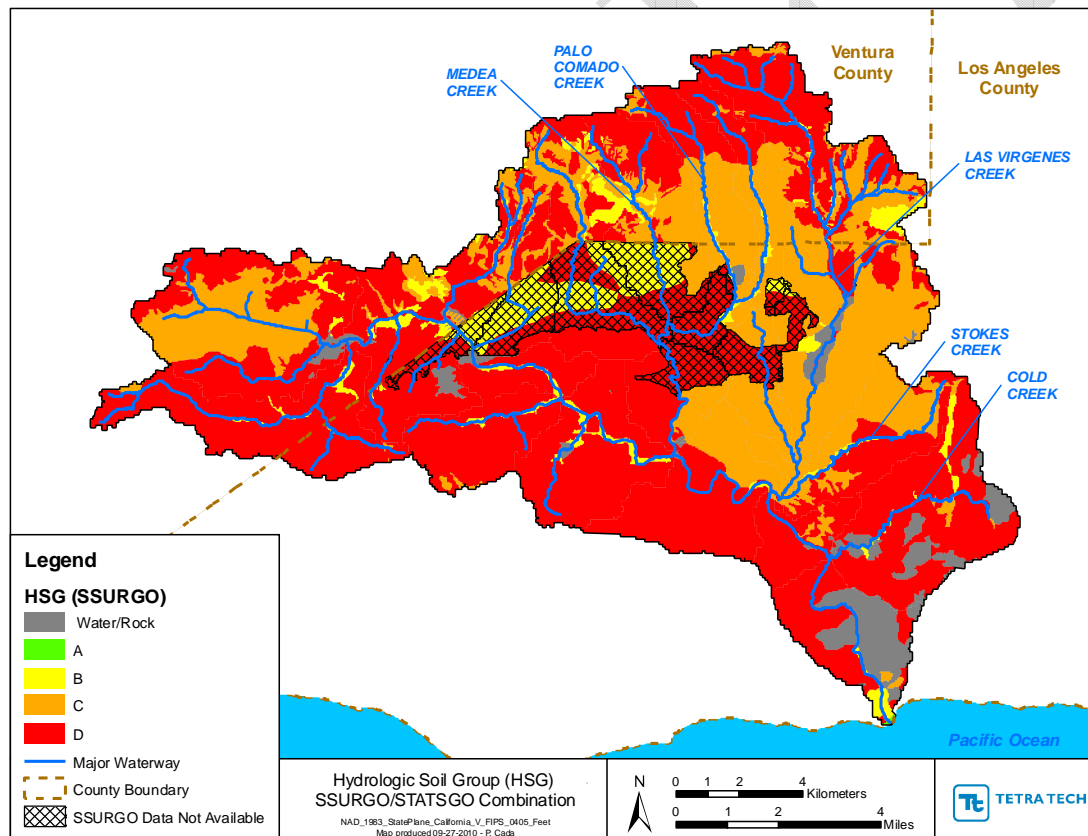 Ventura
County
Los Angeles
County
PALO
COMADO
CREEK
MEDEA
CREEK
LAS VIRGENES
CREEK
STOKES
CREEK
COLD
CREEK
Legend
HSG (SSURGO)
Water/Rock
A
B
C
D
Major Waterway
County Boundary
SSURGO Data Not Available
Pacific Ocean
Hydrologic Soil Group (HSG)
SSURGO/STATSGO Combination
NAD_1983_StatePlane_California_V_FIPS_0405_Feet
Map produced 09-27-2010 - P. Cada
N
0 1 2 4
Kilometers
0 1 2 4
Miles
Tt TETRA TECH